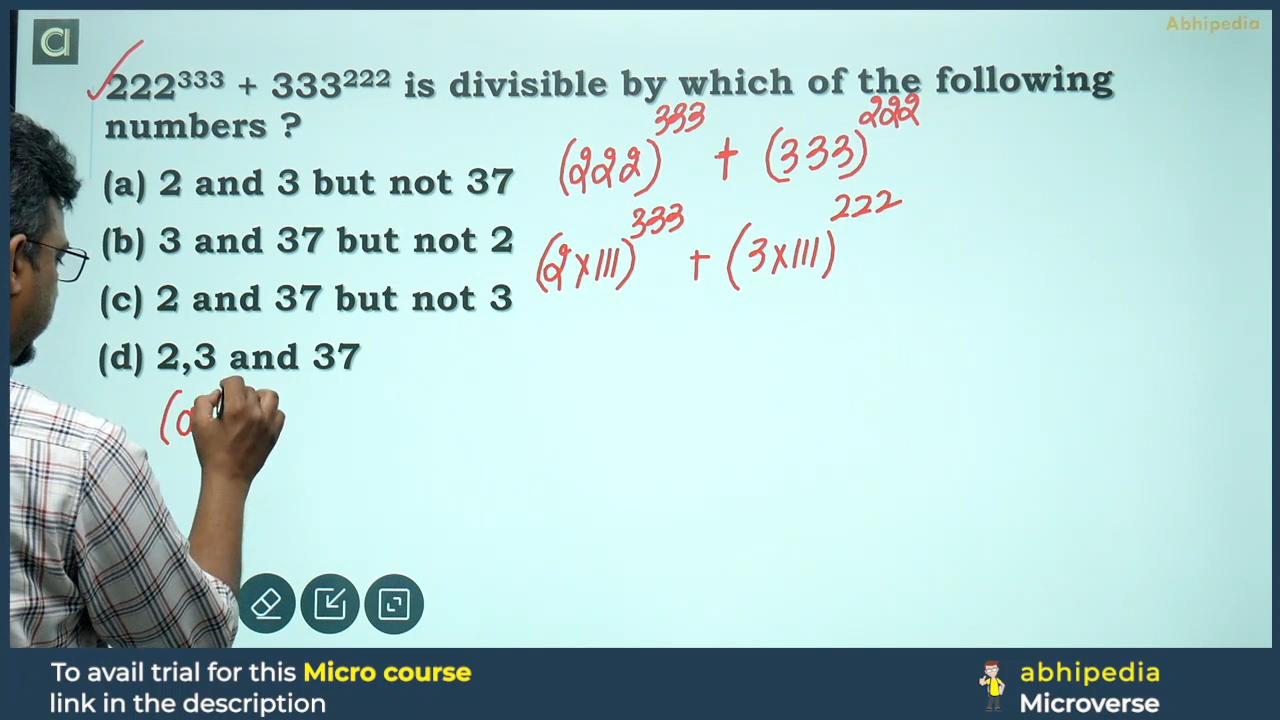 Abhipedia
a
222³³³ + 333²²² is divisible by which of the following
numbers ?
(222)³³³ + (333)²²²
(a) 2 and 3 but not 37
(b) 3 and 37 but not 2
(2×111)³³³ + (3×111)²²²
(c) 2 and 37 but not 3
(d) 2,3 and 37
(a
To avail trial for this Micro course
link in the description
abhipedia
Microverse